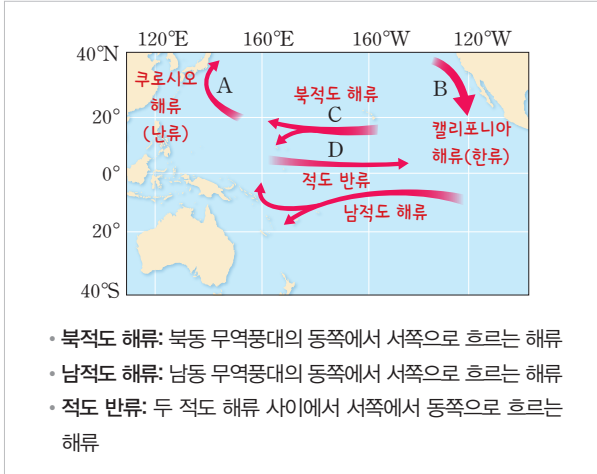 120°E 160°E 160°W 120°W
40°N
쿠로시오
해류
(난류)
A
B
북적도 해류
C
20°
캘리포니아
해류(한류)
D
0°
적도 반류
남적도 해류
20°
40°S
• 북적도 해류: 북동 무역풍대의 동쪽에서 서쪽으로 흐르는 해류
• 남적도 해류: 남동 무역풍대의 동쪽에서 서쪽으로 흐르는 해류
• 적도 반류: 두 적도 해류 사이에서 서쪽에서 동쪽으로 흐르는
해류